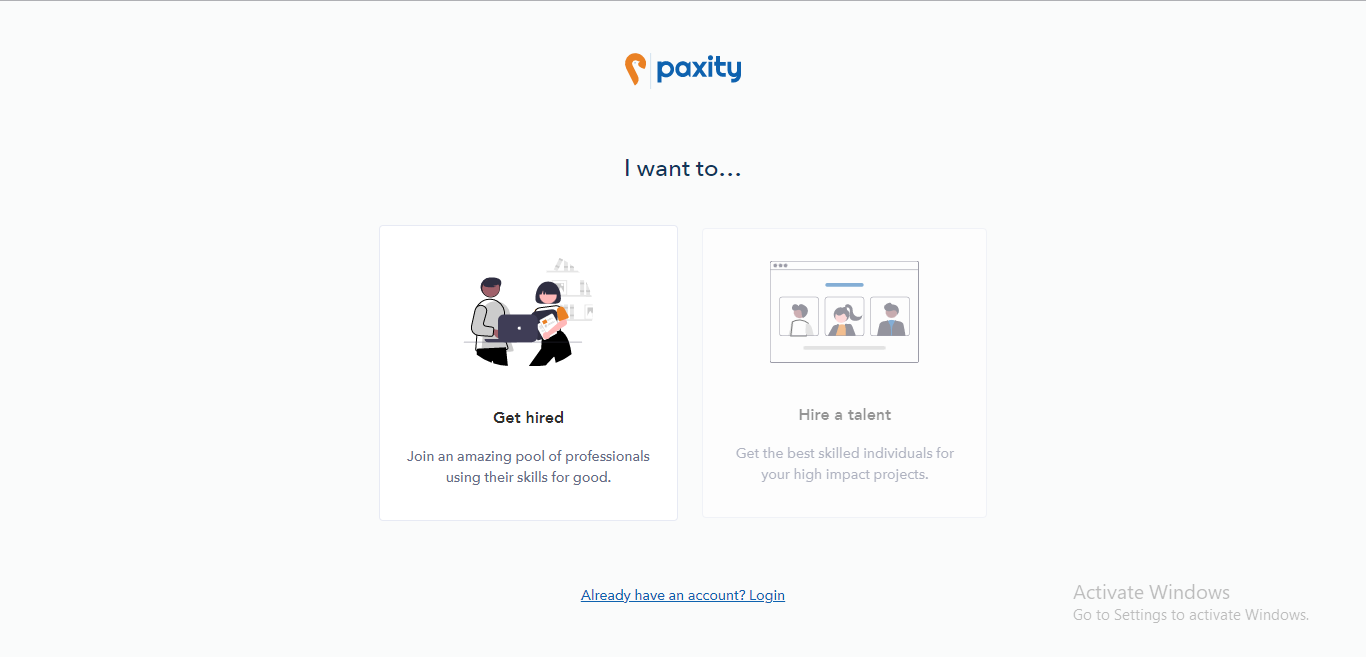 paxity
I want to...
Get hired
Join an amazing pool of professionals
using their skills for good.
Hire a talent
Get the best skilled individuals for
your high impact projects.
Already have an account? Login
Activate Windows
Go to Settings to activate Windows.